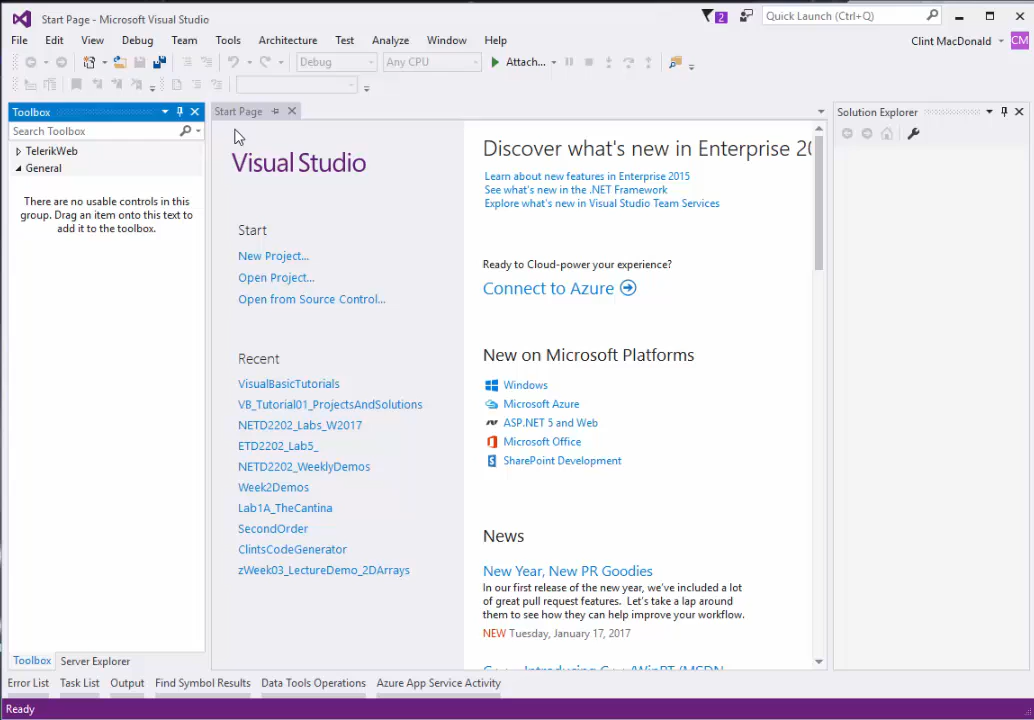 Start Page - Microsoft Visual Studio
2
Quick Launch (Ctrl+Q)
File Edit View Debug Team Tools Architecture Test Analyze Window Help
Clint MacDonald CM
Debug Any CPU Attach...
Toolbox
Start Page
Solution Explorer
Search Toolbox
TelerikWeb
General
There are no usable controls in this
group. Drag an item onto this text to
add it to the toolbox.
Visual Studio
Start
New Project...
Open Project...
Open from Source Control...
Recent
VisualBasicTutorials
VB_Tutorial01_ProjectsAndSolutions
NETD2202_Labs_W2017
ETD2202_Lab5_
NETD2202_WeeklyDemos
Week2Demos
Lab1A_TheCantina
SecondOrder
ClintsCodeGenerator
zWeek03_LectureDemo_2DArrays
Discover what's new in Enterprise 20
Learn about new features in Enterprise 2015
See what's new in the .NET Framework
Explore what's new in Visual Studio Team Services
Ready to Cloud-power your experience?
Connect to Azure
New on Microsoft Platforms
Windows
Microsoft Azure
ASP.NET 5 and Web
Microsoft Office
SharePoint Development
News
New Year, New PR Goodies
In our first release of the new year, we've included a lot
of great pull request features. Let's take a lap around
them to see how they can help improve your workflow.
NEW Tuesday, January 17, 2017
Toolbox Server Explorer
Error List Task List Output Find Symbol Results Data Tools Operations Azure App Service Activity
Ready